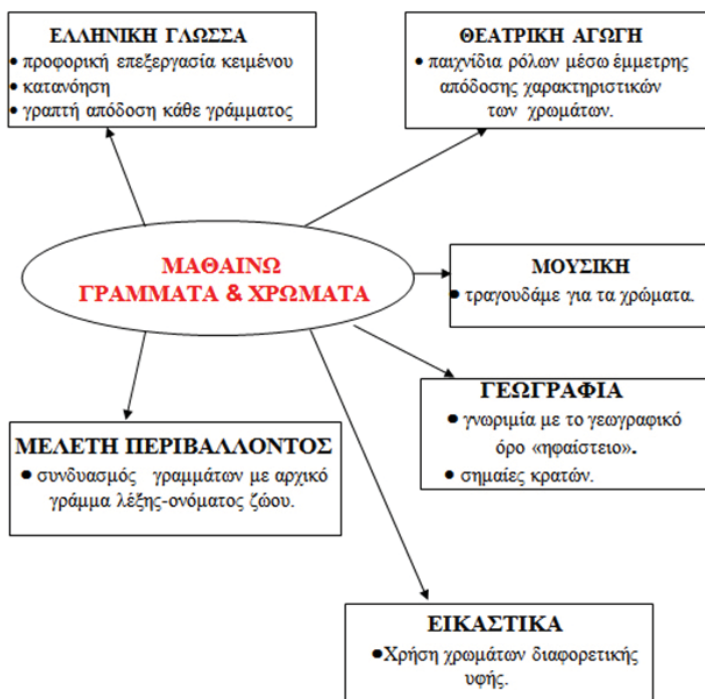 ΕΛΛΗΝΙΚΗ ΓΛΩΣΣΑ
• προφορική επεξεργασία κειμένου
• κατανόηση
• γραπτή απόδοση κάθε γράμματος
ΘΕΑΤΡΙΚΗ ΑΓΩΓΗ
• παιχνίδια ρόλων μέσω έμμετρης
απόδοσης χαρακτηριστικών
των χρωμάτων.
ΜΑΘΑΙΝΩ
ΓΡΑΜΜΑΤΑ & ΧΡΩΜΑΤΑ
ΜΟΥΣΙΚΗ
• τραγουδάμε για τα χρώματα.
ΓΕΩΓΡΑΦΙΑ
• γνωριμία με το γεωγραφικό
όρο «ηφαίστειο».
• σημαίες κρατών.
ΜΕΛΕΤΗ ΠΕΡΙΒΑΛΛΟΝΤΟΣ
• συνδυασμός γραμμάτων με αρχικό
γράμμα λέξης-ονόματος ζώου.
ΕΙΚΑΣΤΙΚΑ
•Χρήση χρωμάτων διαφορετικής
υφής.